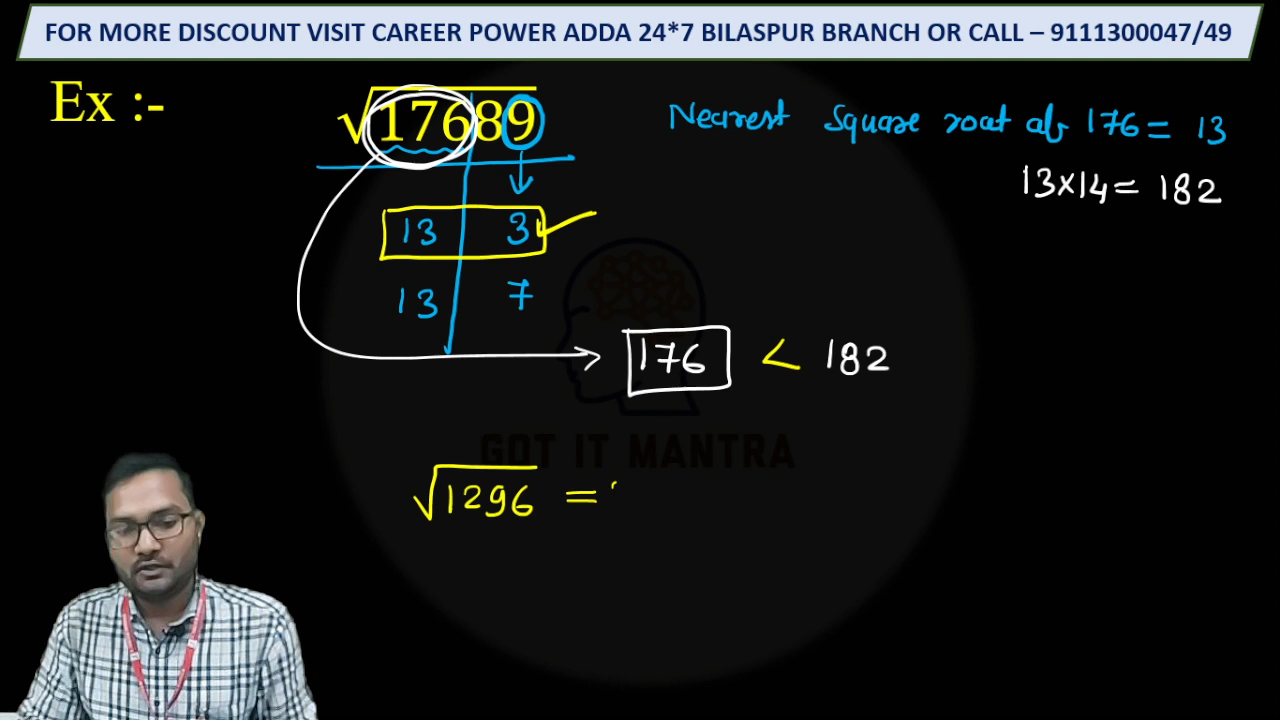 FOR MORE DISCOUNT VISIT CAREER POWER ADDA 24*7 BILASPUR BRANCH OR CALL – 9111300047/49
Ex :-
√17689
Nearest Square root of 176 = 13
13×14 = 182
13 3
13 7
176 < 182
GOT IT MANTRA
√1296 =